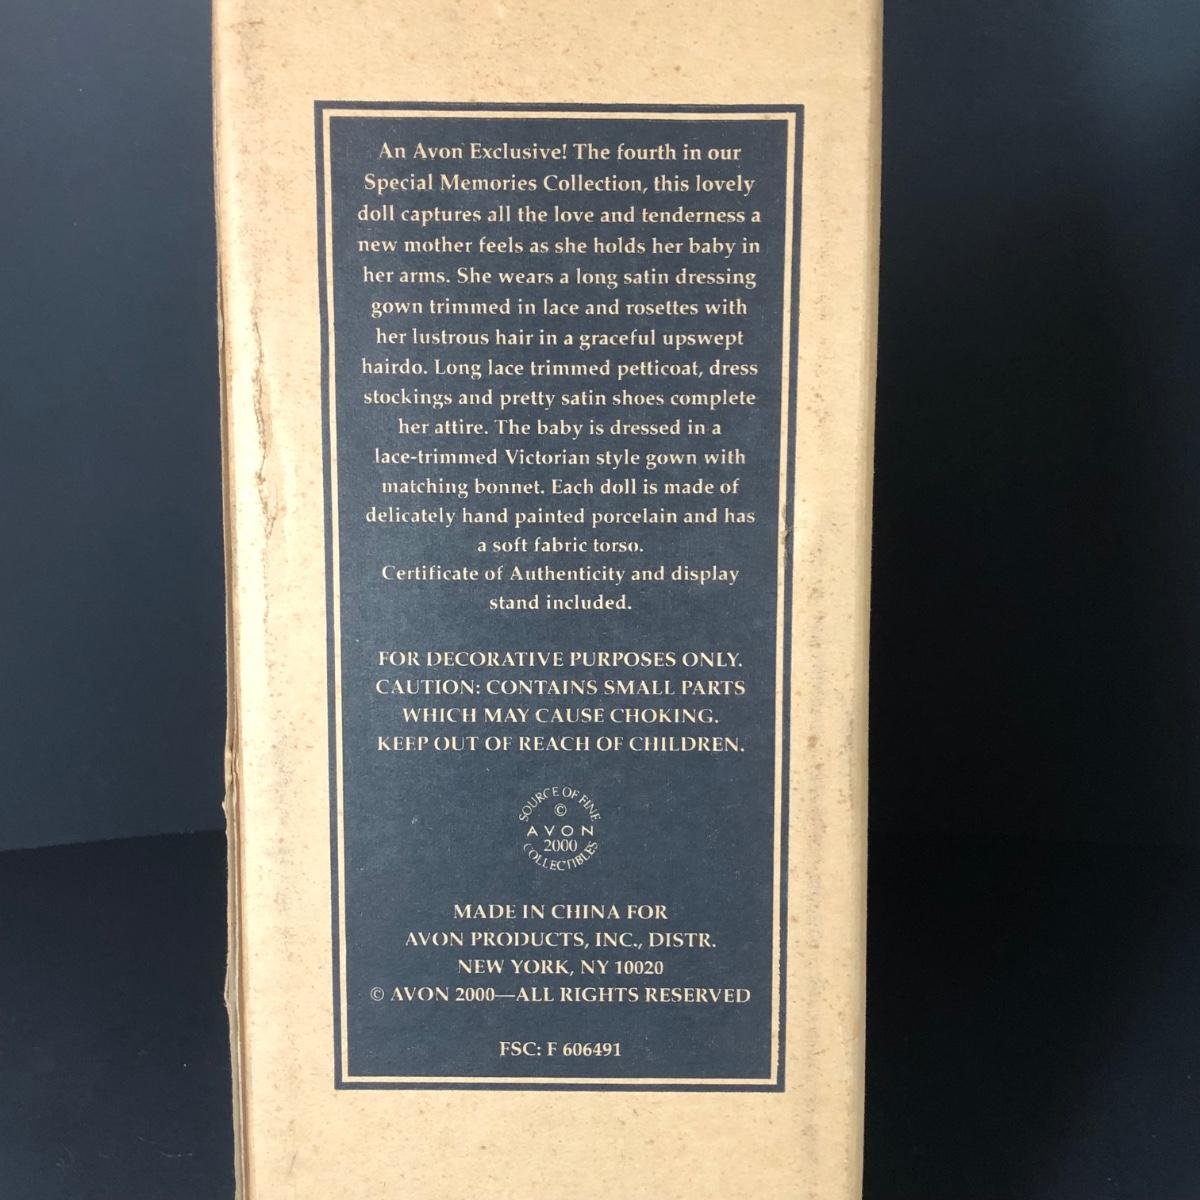 An Avon Exclusive! The fourth in our
Special Memories Collection, this lovely
doll captures all the love and tenderness a
new mother feels as she holds her baby in
her arms. She wears a long satin dressing
gown trimmed in lace and rosettes with
her lustrous hair in a graceful upswept
hairdo. Long lace trimmed petticoat, dress
stockings and pretty satin shoes complete
her attire. The baby is dressed in a
lace-trimmed Victorian style gown with
matching bonnet. Each doll is made of
delicately hand painted porcelain and has
a soft fabric torso.
Certificate of Authenticity and display
stand included.
FOR DECORATIVE PURPOSES ONLY.
CAUTION: CONTAINS SMALL PARTS
WHICH MAY CAUSE CHOKING.
KEEP OUT OF REACH OF CHILDREN.
SOURCE OF FINE
©
AVON
2000
COLLECTIBLES
MADE IN CHINA FOR
AVON PRODUCTS, INC., DISTR.
NEW YORK, NY 10020
© AVON 2000—ALL RIGHTS RESERVED
FSC: F 606491